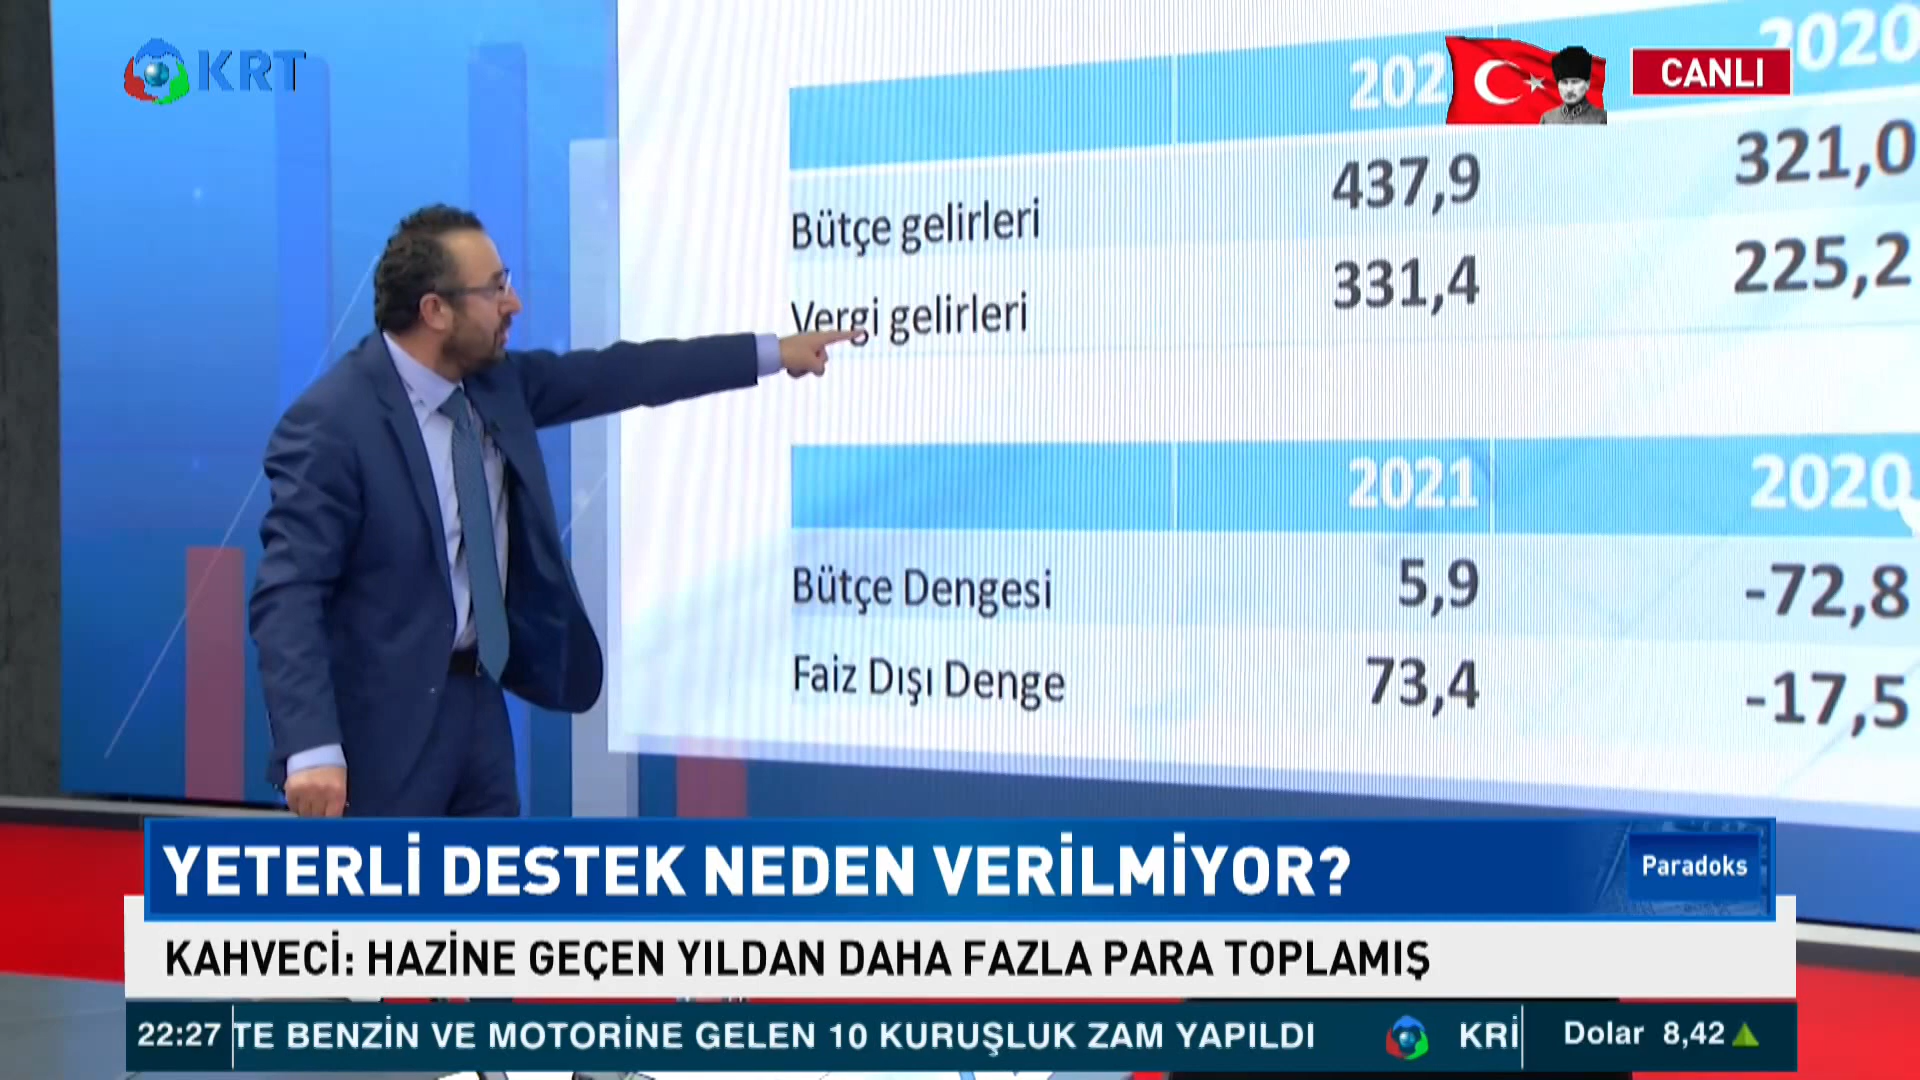 KRT
CANLI
202 2020
Bütçe gelirleri 437,9 321,0
Vergi gelirleri 331,4 225,2
2021 2020
Bütçe Dengesi 5,9 -72,8
Faiz Dışı Denge 73,4 -17,5
YETERLİ DESTEK NEDEN VERİLMİYOR?
Paradoks
KAHVECİ: HAZİNE GEÇEN YILDAN DAHA FAZLA PARA TOPLAMIŞ
22:27 TE BENZİN VE MOTORİNE GELEN 10 KURUŞLUK ZAM YAPILDI KRİ Dolar 8,42